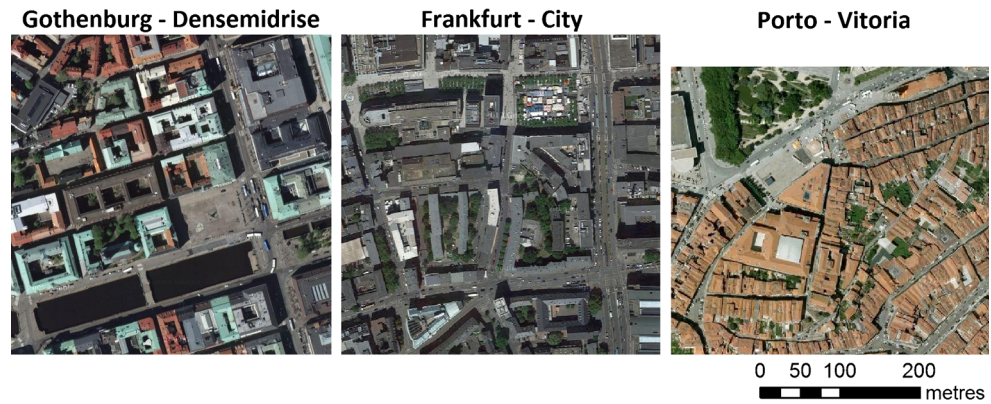 Gothenburg - Densemidrise
Frankfurt - City
Porto - Vitoria
0 50 100 200
metres